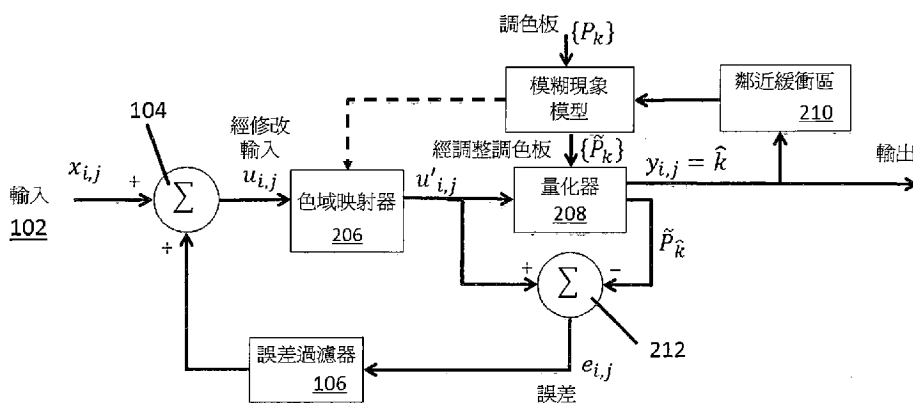 調色板 {P_k}
模糊現象
模型
鄰近緩衝區
210
104
經修改
輸入
經調整調色板 {P̃_k}
y_{i,j} = k̂
輸出
輸入
102
x_{i,j}
+
Σ
u_{i,j}
色域映射器
206
u'_{i,j}
量化器
208
P̃_k̂
+
+
Σ
−
212
誤差過濾器
106
e_{i,j}
誤差